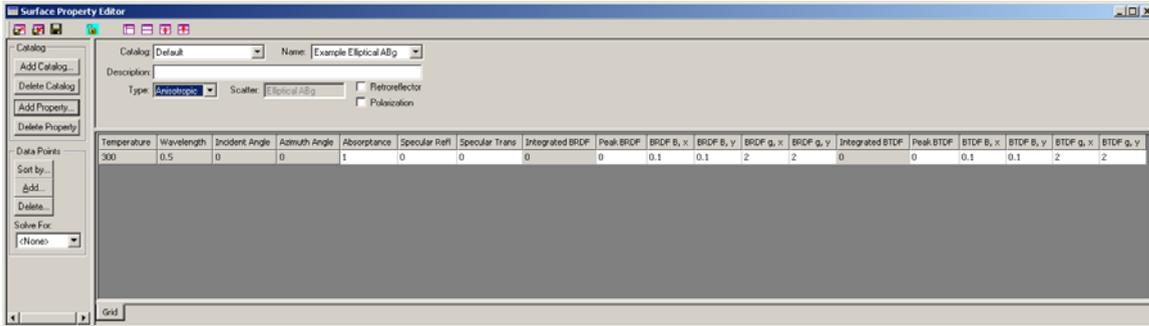 Surface Property Editor
Catalog
Add Catalog...
Delete Catalog
Add Property...
Delete Property
Catalog: Default Name: Example Elliptical ABg
Description:
Type: Anisotropic Scatter: Elliptical ABg Retroreflector
Polarization
Data Points
Sort by...
Add...
Delete...
Solve For:
<None>
Temperature Wavelength Incident Angle Azimuth Angle Absorptance Specular Refl Specular Trans Integrated BRDF Peak BRDF BRDF B, x BRDF B, y BRDF g, x BRDF g, y Integrated BTDF Peak BTDF BTDF B, x BTDF B, y BTDF g, x BTDF g, y
300 0.5 0 0 1 0 0 0 0 0.1 0.1 2 2 0 0 0.1 0.1 2 2
Grid